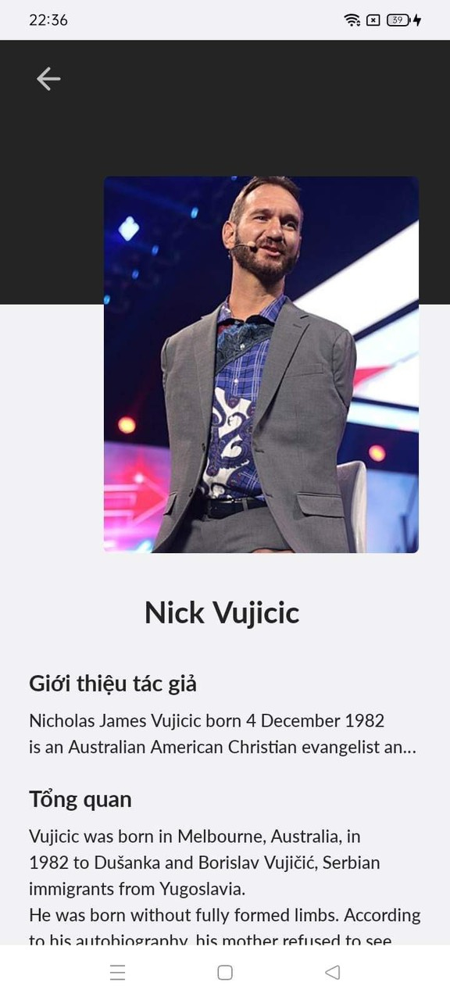 22:36
39
Nick Vujicic
Giới thiệu tác giả
Nicholas James Vujicic born 4 December 1982
is an Australian American Christian evangelist an...
Tổng quan
Vujicic was born in Melbourne, Australia, in
1982 to Dušanka and Borislav Vujičić, Serbian
immigrants from Yugoslavia.
He was born without fully formed limbs. According
to his autobiography, his mother refused to see